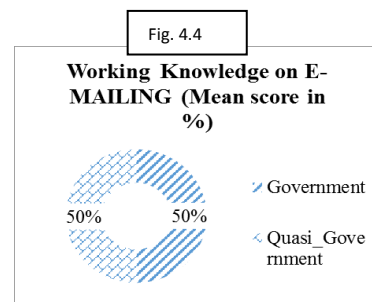 Fig. 4.4
Working Knowledge on E-
MAILING (Mean score in
%)
50%
50%
Government
Quasi_Gove
rnment